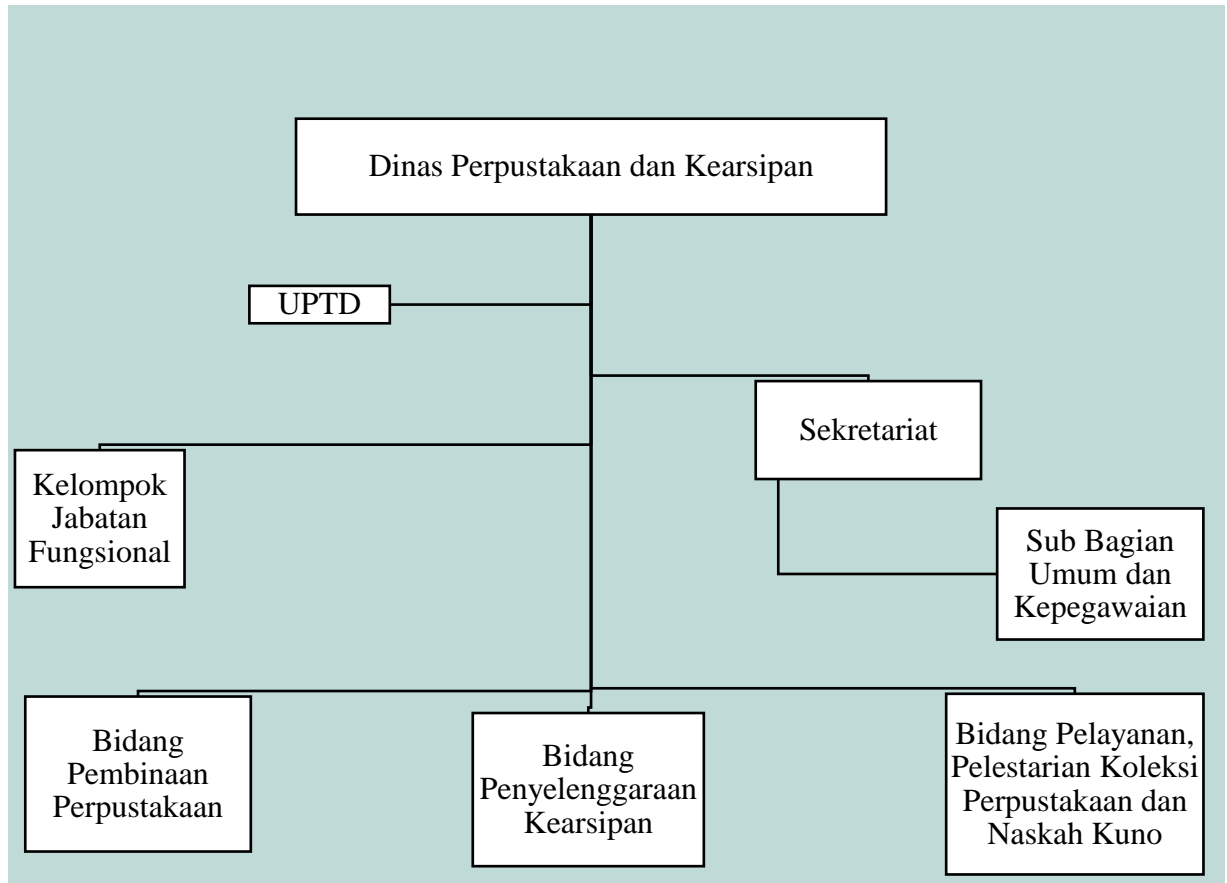 Dinas Perpustakaan dan Kearsipan
UPTD
Sekretariat
Kelompok
Jabatan
Fungsional
Sub Bagian
Umum dan
Kepegawaian
Bidang
Pembinaan
Perpustakaan
Bidang
Penyelenggaraan
Kearsipan
Bidang Pelayanan,
Pelestarian Koleksi
Perpustakaan dan
Naskah Kuno